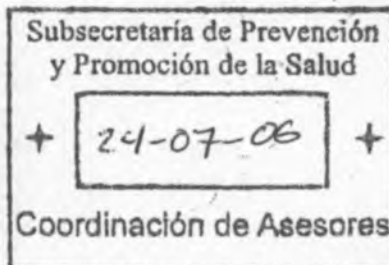 Subsecretaría de Prevención
y Promoción de la Salud
+ 24-07-06 +
Coordinación de Asesores